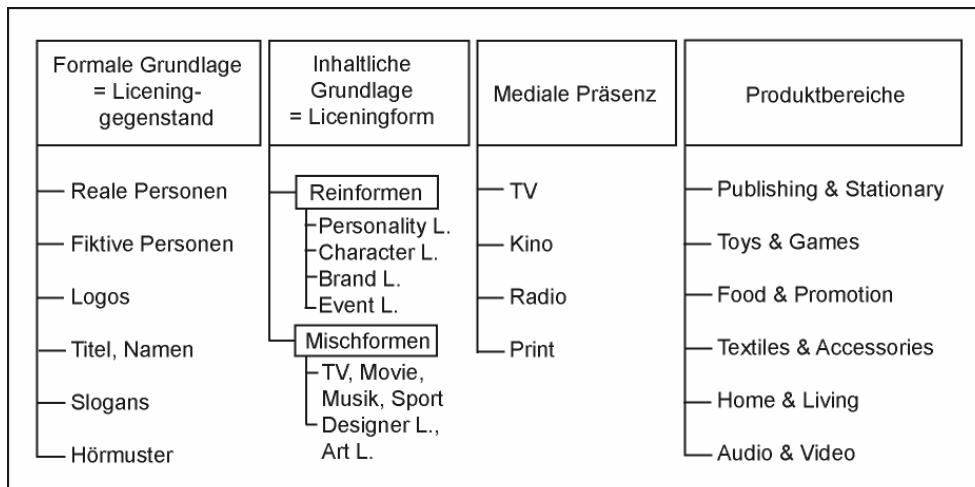 Formale Grundlage
= Licening-
gegenstand
Reale Personen
Fiktive Personen
Logos
Titel, Namen
Slogans
Hörmuster
Inhaltliche
Grundlage
= Liceningform
Reinformen
Personality L.
Character L.
Brand L.
Event L.
Mischformen
TV, Movie,
Musik, Sport
Designer L.,
Art L.
Mediale Präsenz
TV
Kino
Radio
Print
Produktbereiche
Publishing & Stationary
Toys & Games
Food & Promotion
Textiles & Accessories
Home & Living
Audio & Video